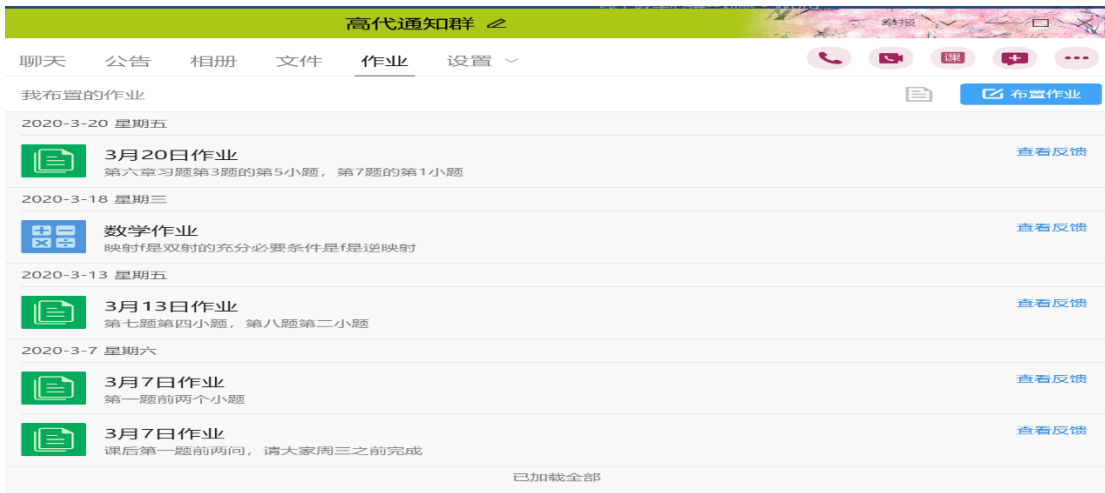 高代通知群
举报
聊天 公告 相册 文件 作业 设置
课
我布置的作业
布置作业
2020-3-20 星期五
3月20日作业
查看反馈
第六章习题第3题的第5小题，第7题的第1小题
2020-3-18 星期三
数学作业
查看反馈
映射f是双射的充分必要条件是f是逆映射
2020-3-13 星期五
3月13日作业
查看反馈
第七题第四小题，第八题第二小题
2020-3-7 星期六
3月7日作业
查看反馈
第一题前两个小题
3月7日作业
查看反馈
课后第一题前两问，请大家周三之前完成
已加载全部